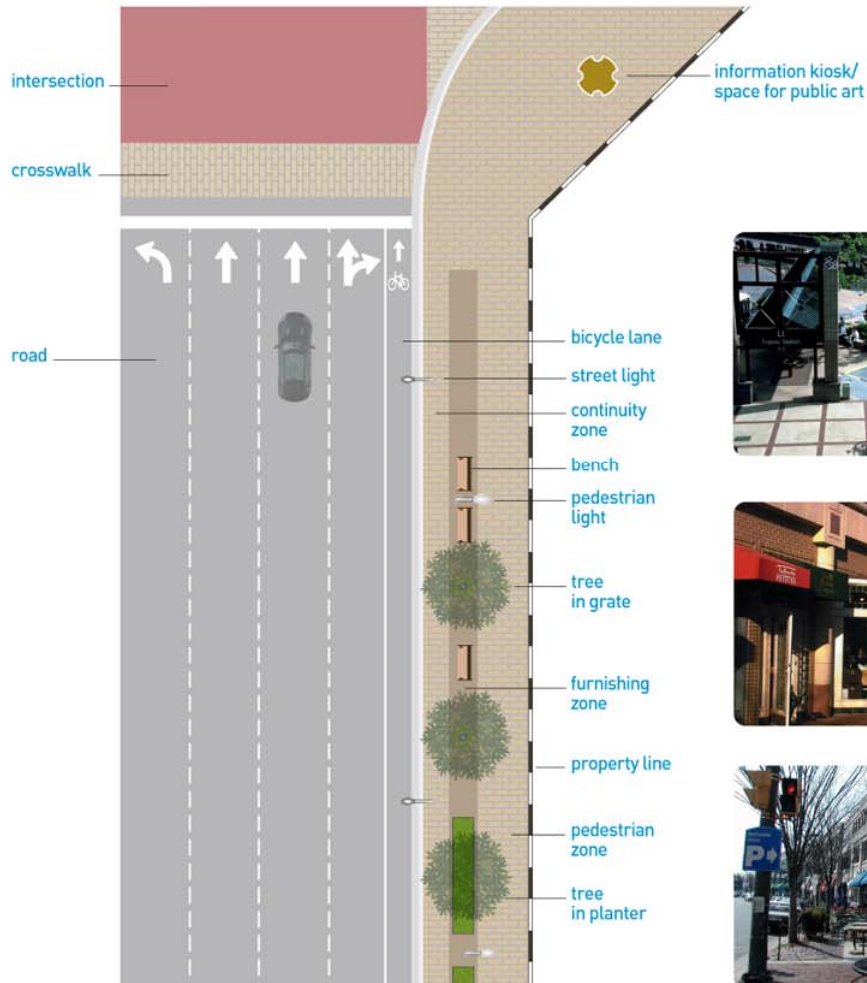 intersection
information kiosk/
space for public art
crosswalk
road
bicycle lane
street light
continuity
zone
bench
pedestrian
light
tree
in grate
furnishing
zone
property line
pedestrian
zone
tree
in planter
P